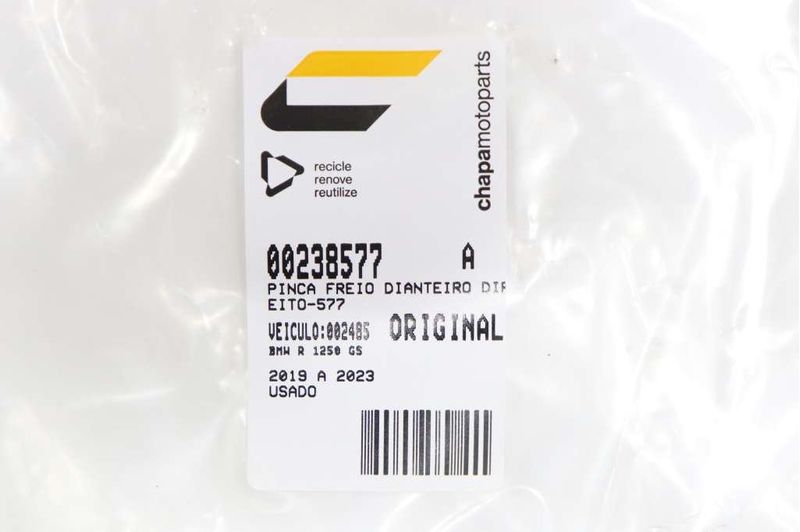 chapamotoparts
recicle
renove
reutilize
00238577 A
PINCA FREIO DIANTEIRO DIR
EITO-577
VEICULO:002485 ORIGINAL
BMW R 1250 GS
2019 A 2023
USADO